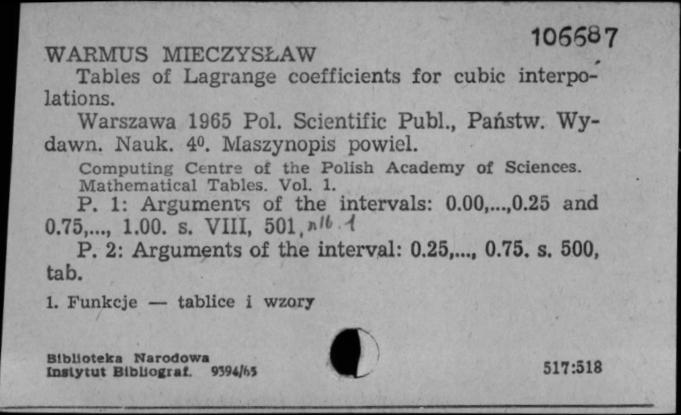 106687
WARMUS MIECZYSŁAW
Tables of Lagrange coefficients for cubic interpo-
lations.
Warszawa 1965 Pol. Scientific Publ., Państw. Wy-
dawn. Nauk. 4⁰. Maszynopis powiel.
Computing Centre of the Polish Academy of Sciences.
Mathematical Tables. Vol. 1.
P. 1: Arguments of the intervals: 0.00,...,0.25 and
0.75,..., 1.00. s. VIII, 501, nlb. 1
P. 2: Arguments of the interval: 0.25,..., 0.75. s. 500,
tab.
1. Funkcje — tablice i wzory
Biblioteka Narodowa
Instytut Bibliograf. 9394/65
517:518